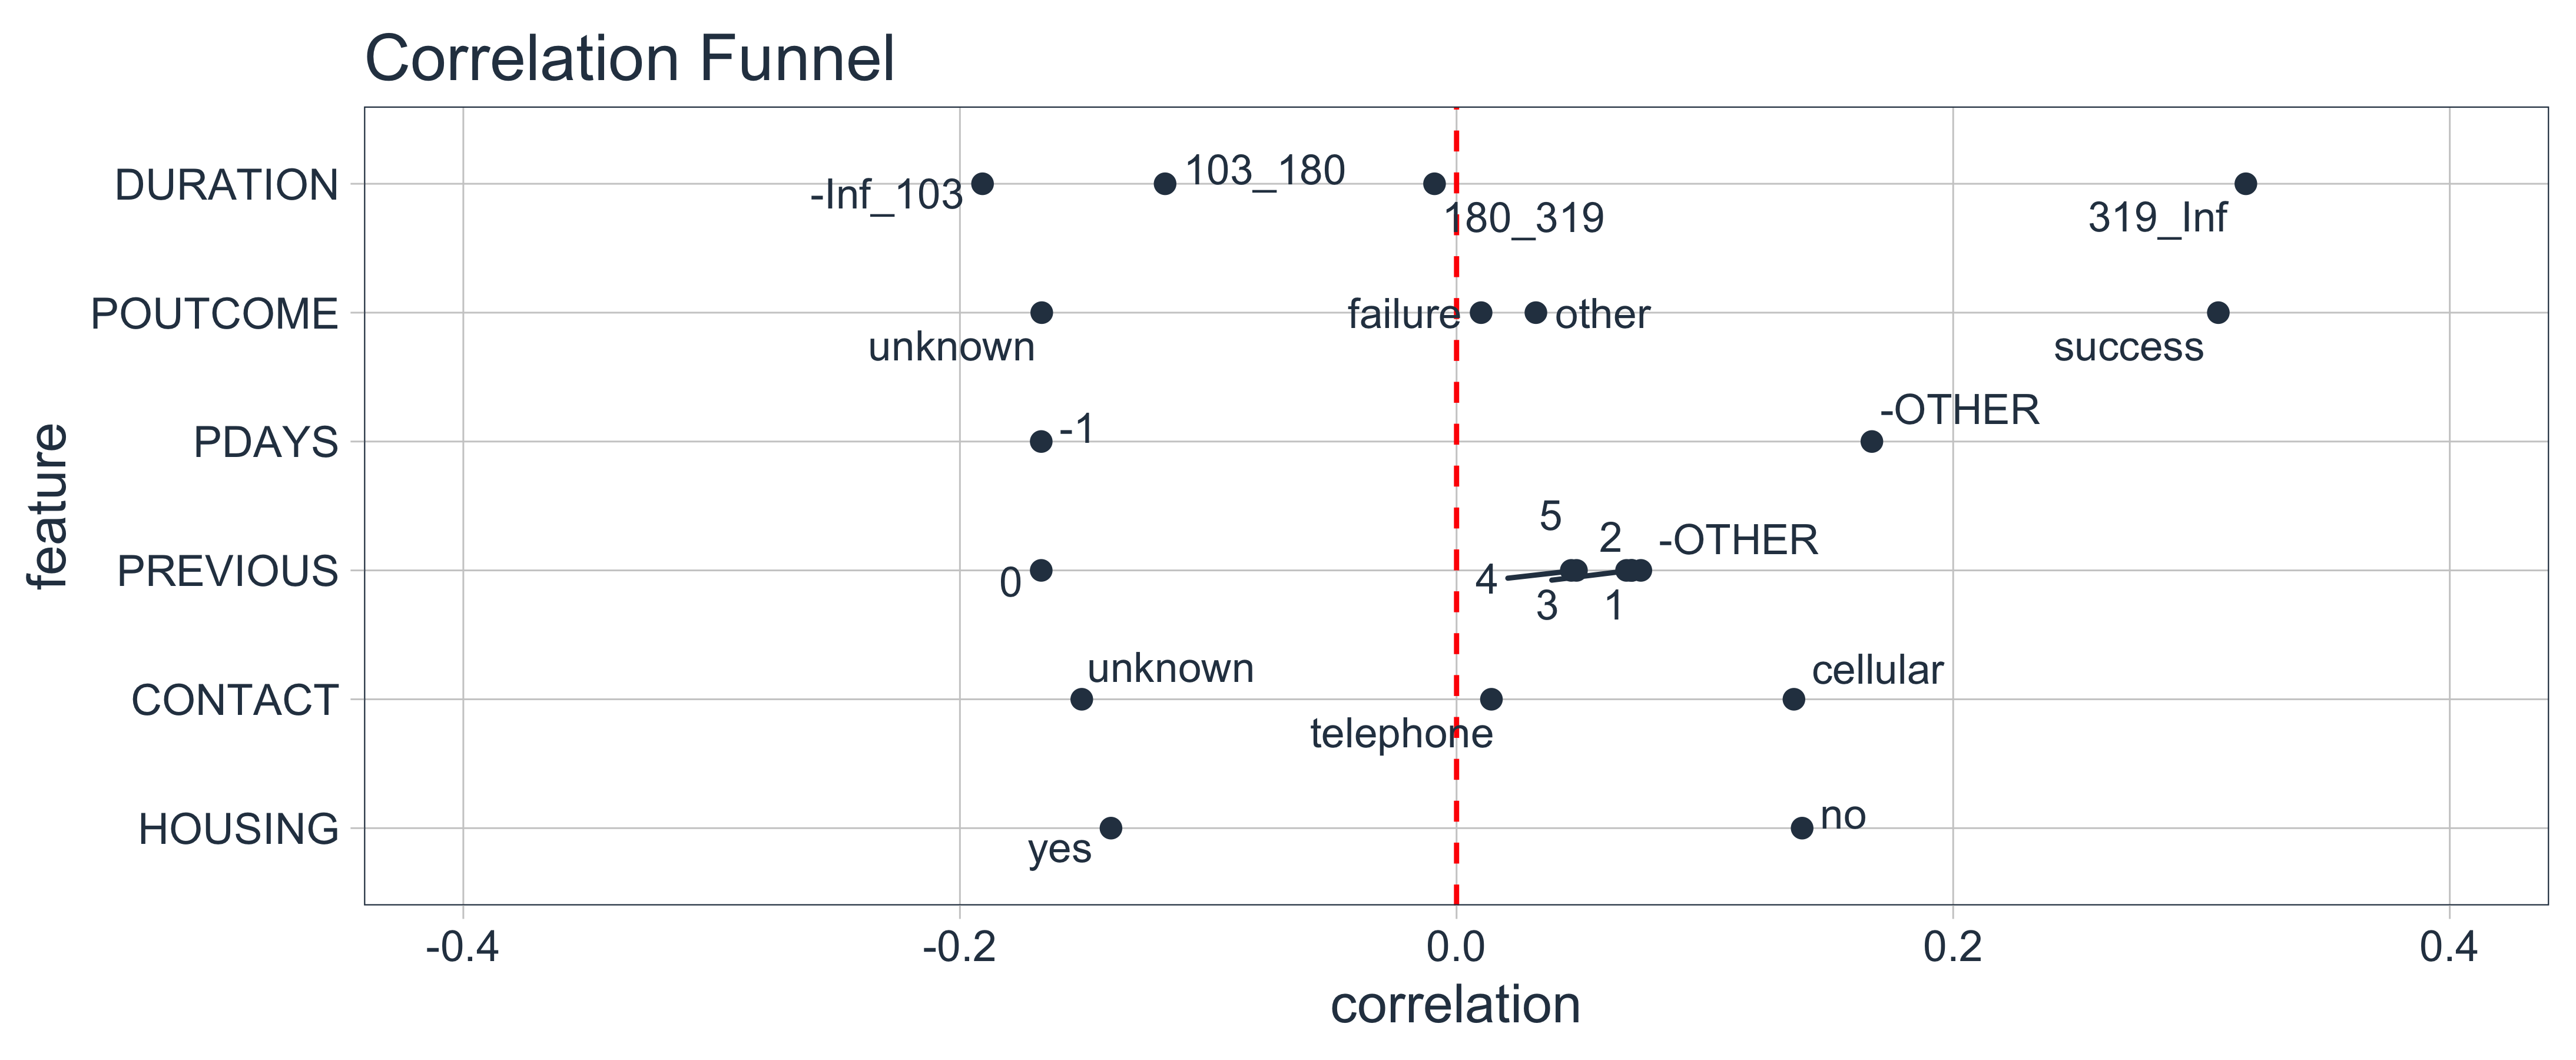 Correlation Funnel
DURATION
-Inf_103
103_180
180_319
319_Inf
POUTCOME
unknown
failure
other
success
PDAYS
-1
-OTHER
PREVIOUS
0
5
2
-OTHER
4
3
1
CONTACT
unknown
telephone
cellular
HOUSING
yes
no
feature
-0.4
-0.2
0.0
0.2
0.4
correlation